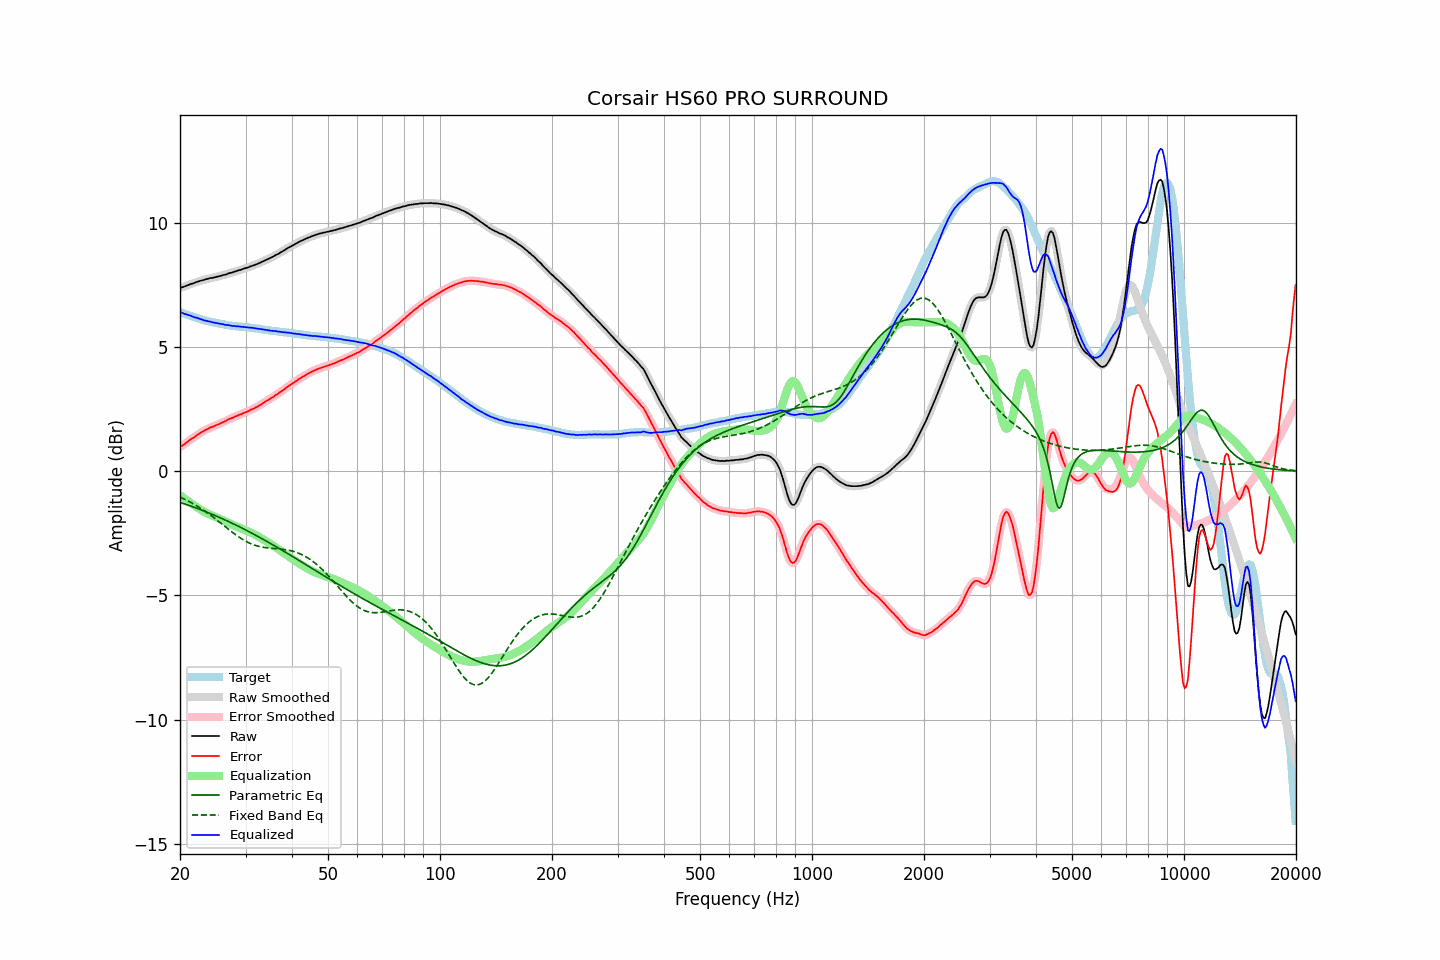 Corsair HS60 PRO SURROUND
Amplitude (dBr)
10
5
0
−5
−10
−15
Target
Raw Smoothed
Error Smoothed
Raw
Error
Equalization
Parametric Eq
Fixed Band Eq
Equalized
20 50 100 200 500 1000 2000 5000 10000 20000
Frequency (Hz)